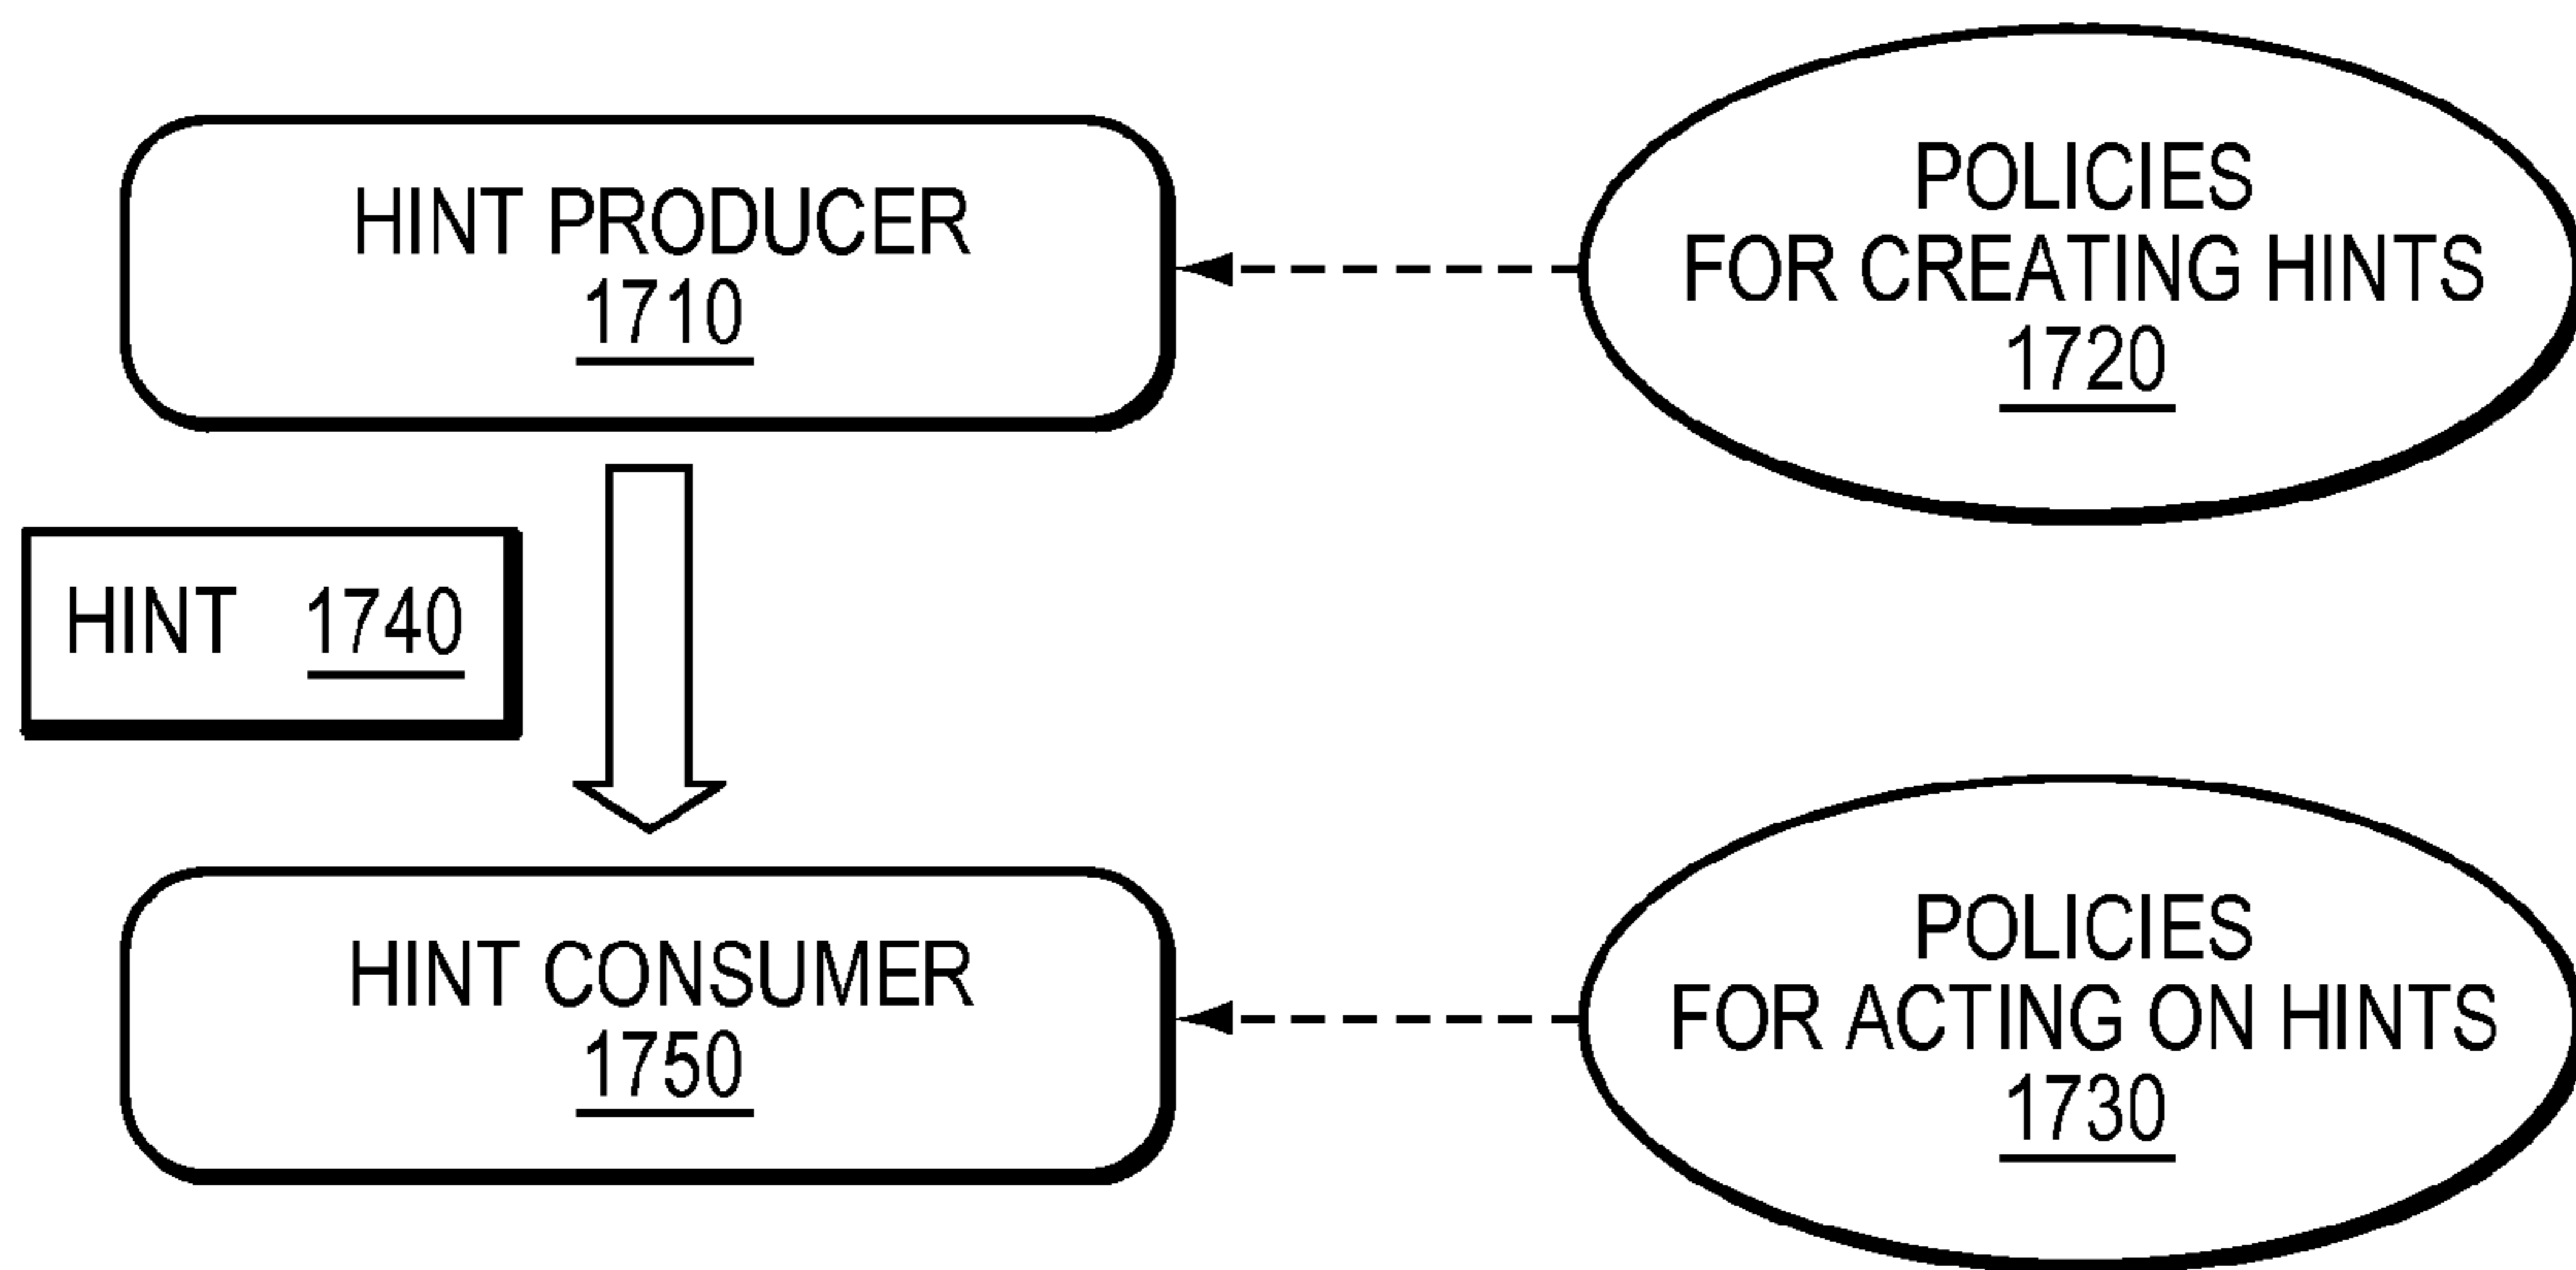 HINT PRODUCER
1710
POLICIES
FOR CREATING HINTS
1720
HINT 1740
HINT CONSUMER
1750
POLICIES
FOR ACTING ON HINTS
1730